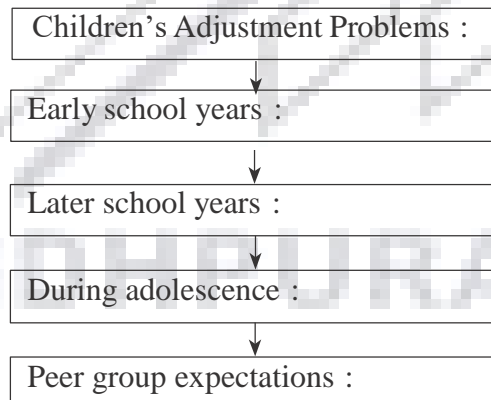 Children’s Adjustment Problems :
Early school years :
Later school years :
During adolescence :
Peer group expectations :